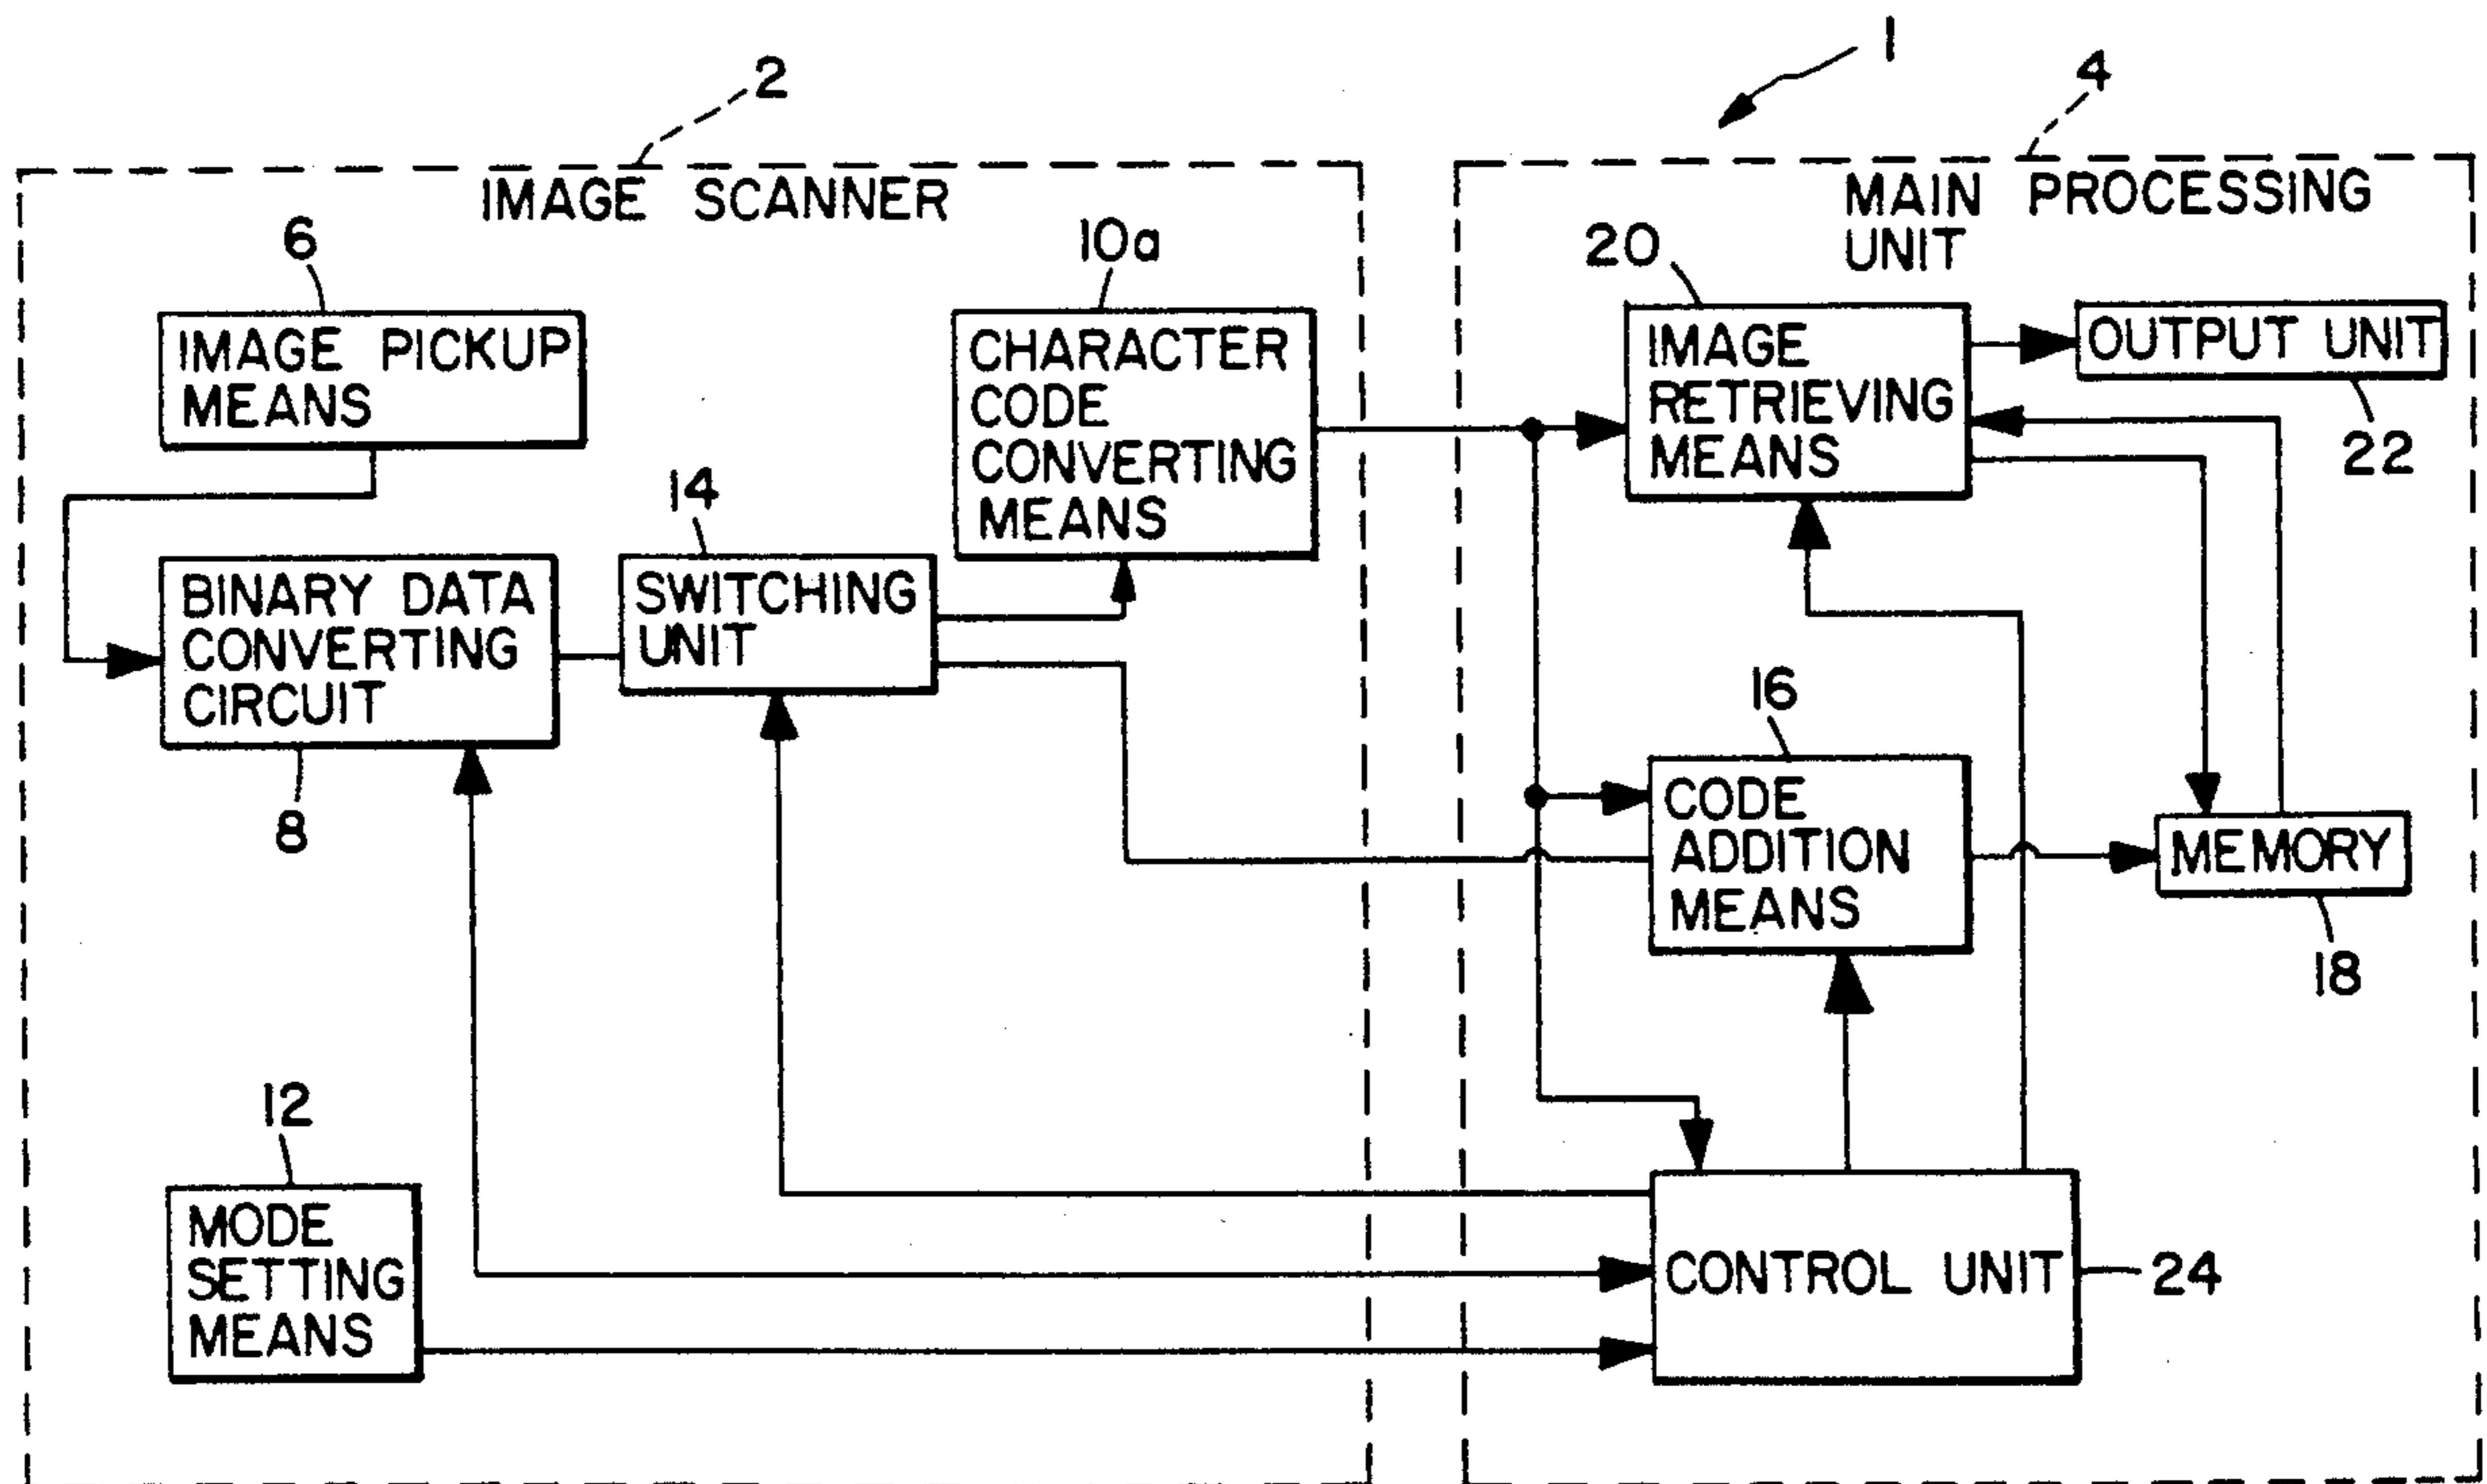 1
2
4
IMAGE SCANNER
MAIN PROCESSING
UNIT
6
10a
20
IMAGE PICKUP
MEANS
CHARACTER
CODE
CONVERTING
MEANS
IMAGE
RETRIEVING
MEANS
OUTPUT UNIT
22
14
BINARY DATA
CONVERTING
CIRCUIT
8
SWITCHING
UNIT
16
CODE
ADDITION
MEANS
MEMORY
18
12
MODE
SETTING
MEANS
CONTROL UNIT
24